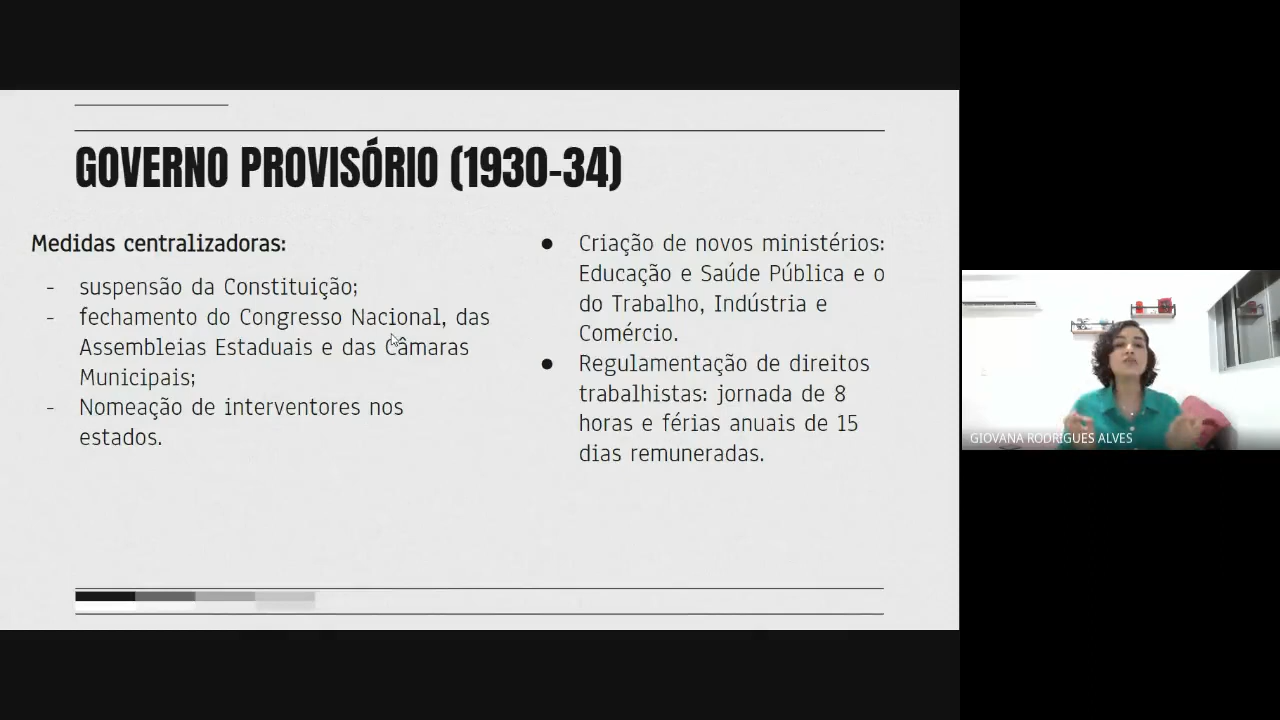 GOVERNO PROVISÓRIO (1930-34)
Medidas centralizadoras:
- suspensão da Constituição;
- fechamento do Congresso Nacional, das
Assembleias Estaduais e das Câmaras
Municipais;
- Nomeação de interventores nos
estados.
● Criação de novos ministérios:
Educação e Saúde Pública e o
do Trabalho, Indústria e
Comércio.
● Regulamentação de direitos
trabalhistas: jornada de 8
horas e férias anuais de 15
dias remuneradas.
GIOVANA RODRIGUES ALVES